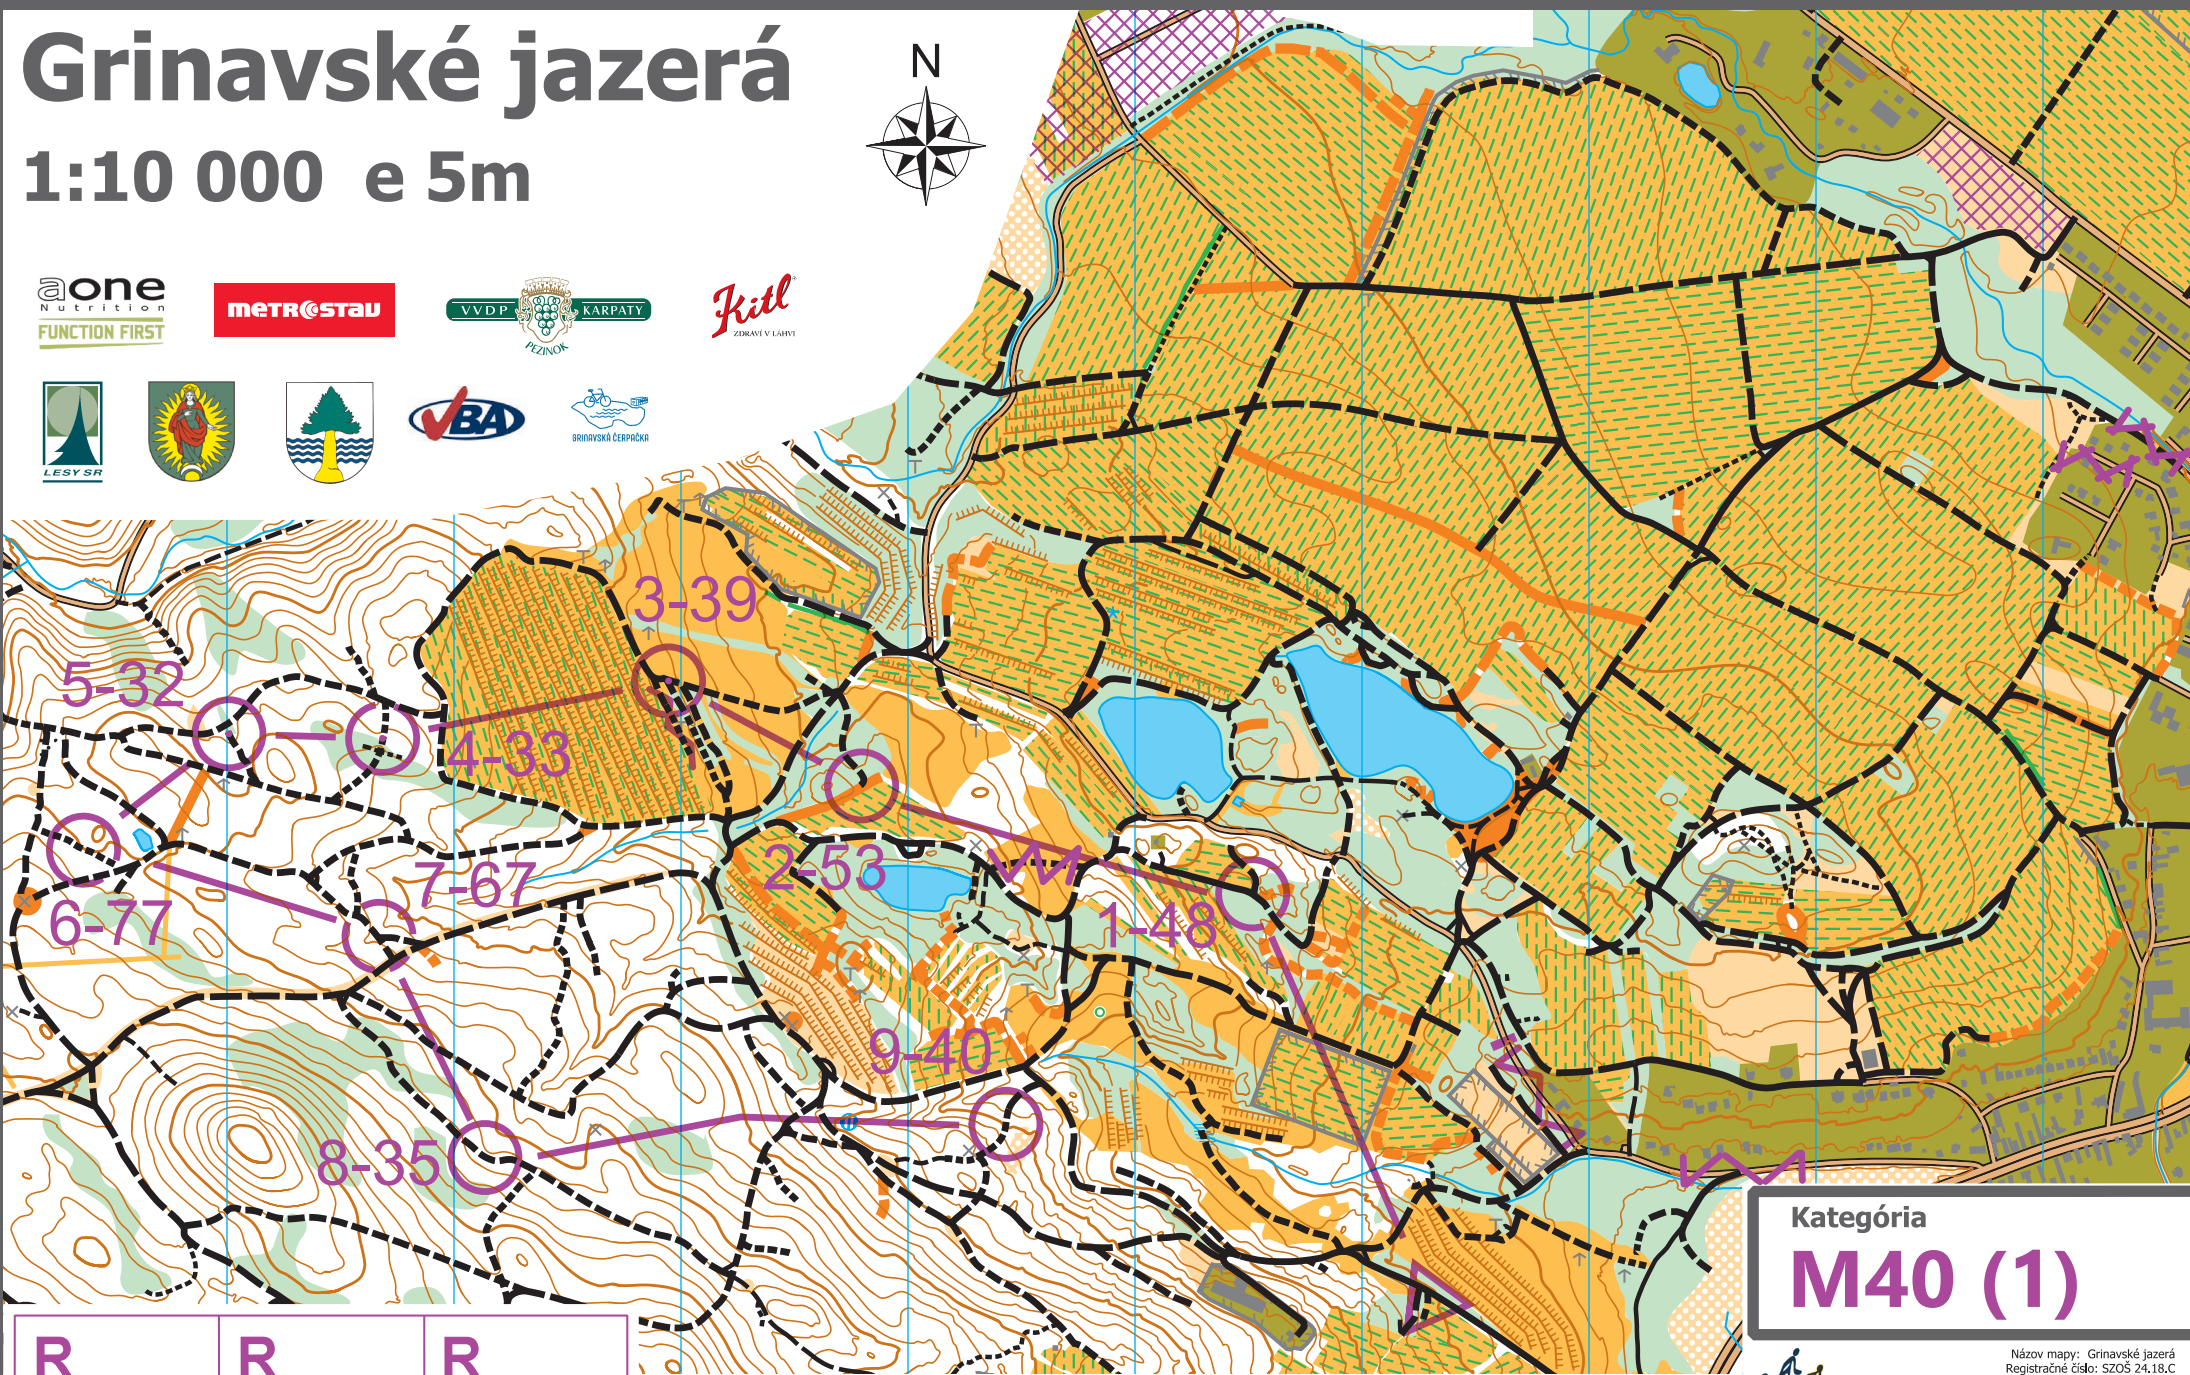 Grinavské jazerá
1:10 000 e 5m
N
aone
Nutrition
FUNCTION FIRST
METROSTAV
VVDP KARPATY
PEZINOK
Kitl
ZDRAVÍ V LÁHVI
LESY SR
VBA
GRINAVSKÁ ČERPAČKA
3-39
5-32
4-33
2-53
7-67
6-77
1-48
9-40
8-35
Kategória
M40 (1)
R R R
Názov mapy: Grinavské jazerá
Registračné číslo: SZOŠ 24.18.C